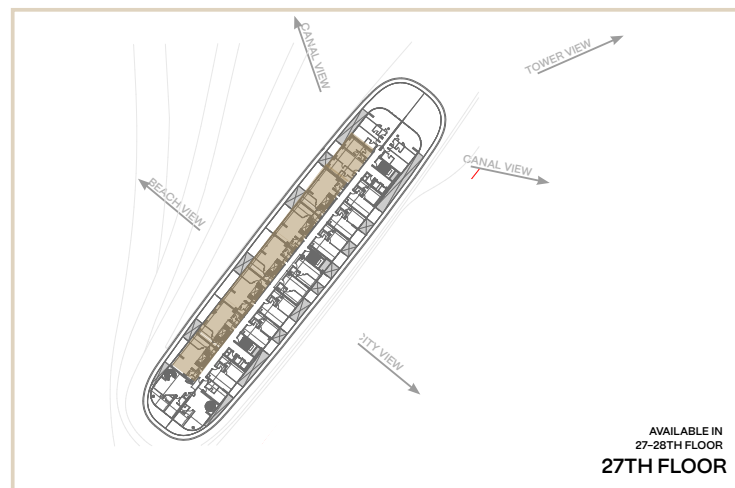 CANAL VIEW
TOWER VIEW
CANAL VIEW
BEACH VIEW
CITY VIEW
AVAILABLE IN
27–28TH FLOOR
27TH FLOOR